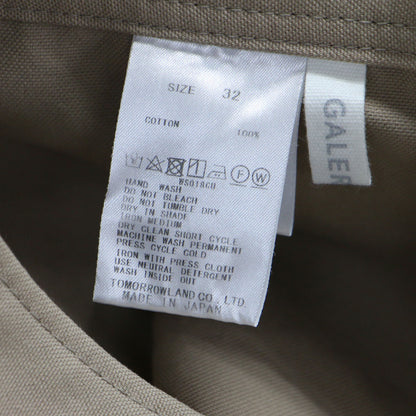 SIZE 32
COTTON 100%
F W
WS018CU
HAND WASH
DO NOT BLEACH
DO NOT TUMBLE DRY
DRY IN SHADE
IRON MEDIUM
DRY CLEAN SHORT CYCLE
MACHINE WASH PERMANENT
PRESS CYCLE COLD
IRON WITH PRESS CLOTH
USE NEUTRAL DETERGENT
WASH INSIDE OUT
TOMORROWLAND CO., LTD.
MADE IN JAPAN
GALER